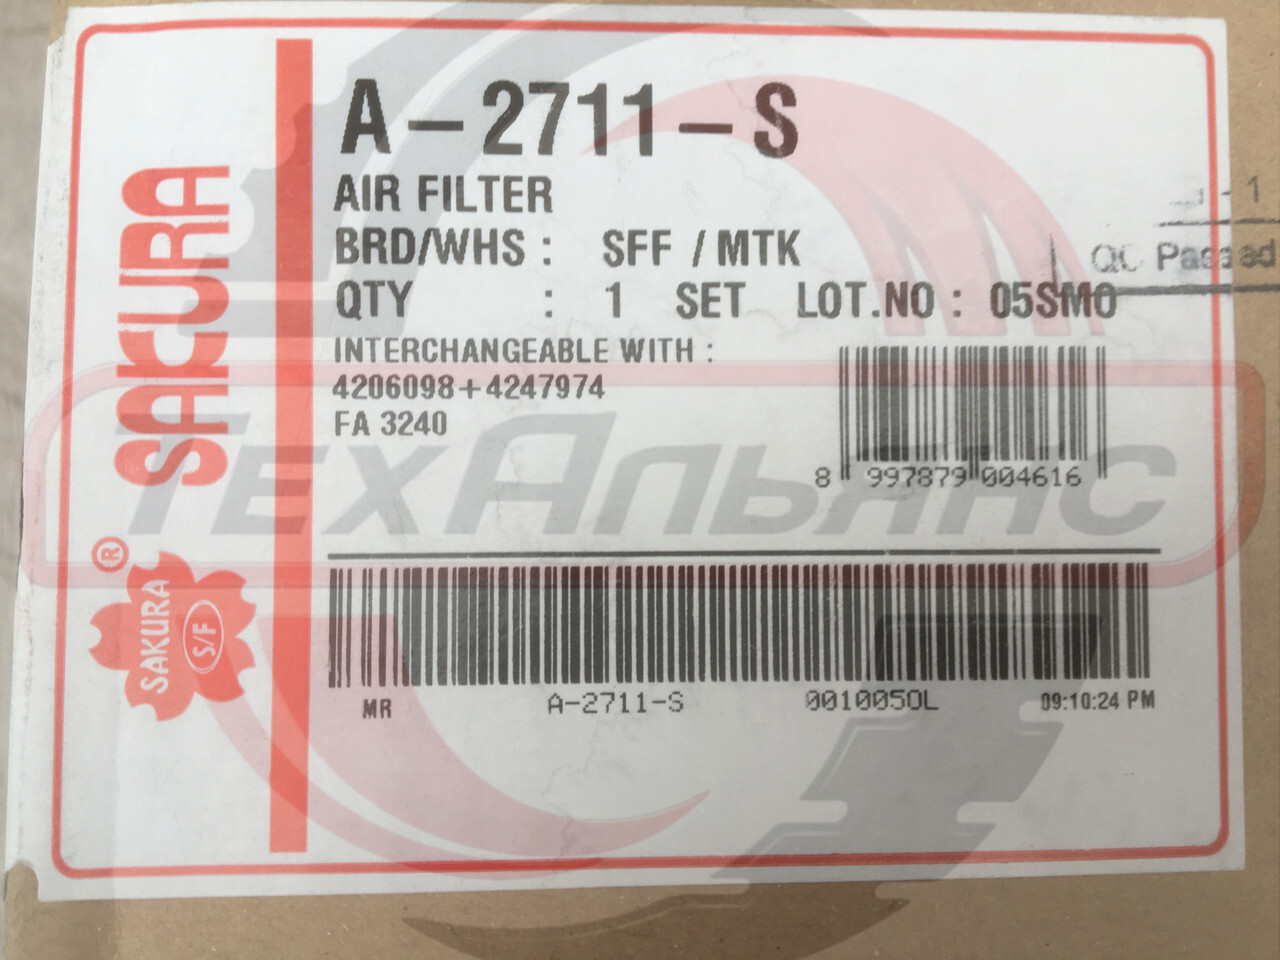 A-2711-S
AIR FILTER
BRD/WHS : SFF / MTK
QTY : 1 SET LOT.NO : 05SM0
INTERCHANGEABLE WITH :
4206098+4247974
FA 3240
8 997879 004616
MR A-2711-S 001005OL 09:10:24 PM
SAKURA
®
SAKURA
S/F
QC Passed
ТехАльянс